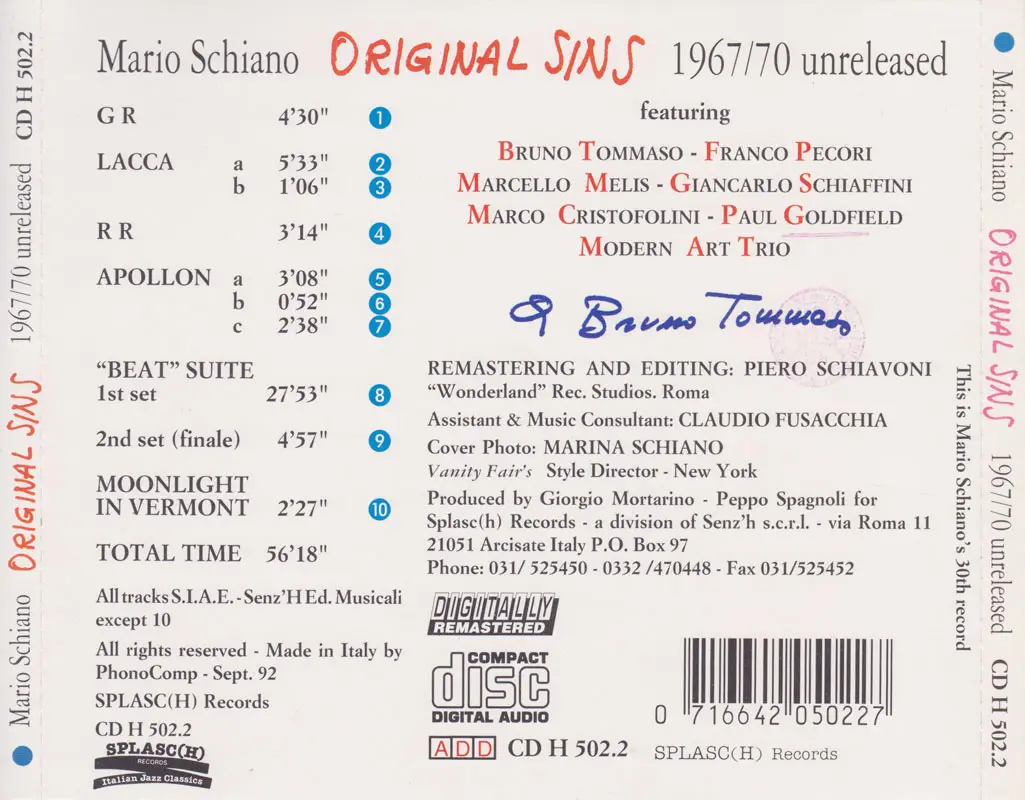 Mario Schiano ORIGINAL SINS 1967/70 unreleased
G R 4'30" 1
LACCA a 5'33" 2
b 1'06" 3
R R 3'14" 4
APOLLON a 3'08" 5
b 0'52" 6
c 2'38" 7
"BEAT" SUITE
1st set 27'53" 8
2nd set (finale) 4'57" 9
MOONLIGHT
IN VERMONT 2'27" 10
TOTAL TIME 56'18"
All tracks S.I.A.E. - Senz'H Ed. Musicali
except 10
All rights reserved - Made in Italy by
PhonoComp - Sept. 92
SPLASC(H) Records
CD H 502.2
SPLASC(H)
RECORDS
Italian Jazz Classics
featuring
BRUNO TOMMASO - FRANCO PECORI
MARCELLO MELIS - GIANCARLO SCHIAFFINI
MARCO CRISTOFOLINI - PAUL GOLDFIELD
MODERN ART TRIO
Bruno Tommaso
REMASTERING AND EDITING: PIERO SCHIAVONI
"Wonderland" Rec. Studios. Roma
Assistant & Music Consultant: CLAUDIO FUSACCHIA
Cover Photo: MARINA SCHIANO
Vanity Fair's Style Director - New York
Produced by Giorgio Mortarino - Peppo Spagnoli for
Splasc(h) Records - a division of Senz'h s.c.r.l. - via Roma 11
21051 Arcisate Italy P.O. Box 97
Phone: 031/ 525450 - 0332 /470448 - Fax 031/525452
DIGITALLY
REMASTERED
COMPACT
disc
DIGITAL AUDIO
ADD CD H 502.2
0 716642 050227
SPLASC(H) Records
Mario Schiano ORIGINAL SINS 1967/70 unreleased CD H 502.2
Mario Schiano ORIGINAL SINS 1967/70 unreleased CD H 502.2
This is Mario Schiano's 30th record